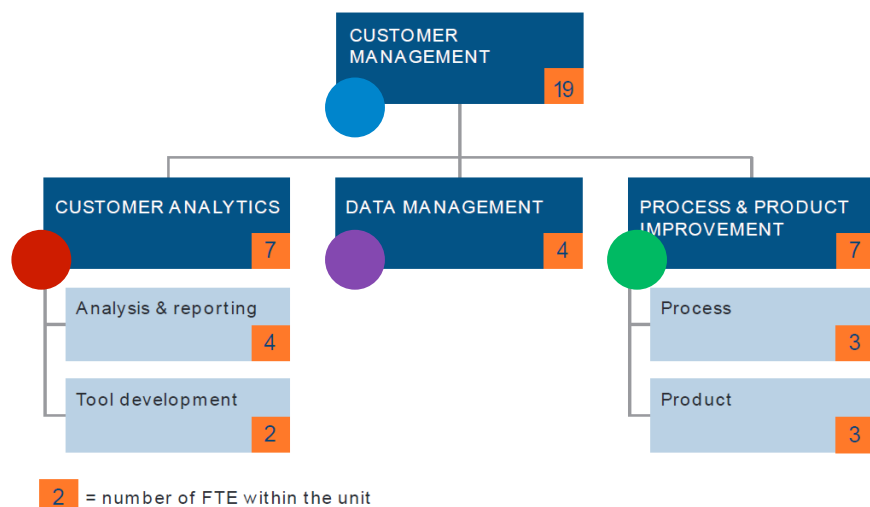 CUSTOMER
MANAGEMENT
19
CUSTOMER ANALYTICS
7
DATA MANAGEMENT
4
PROCESS & PRODUCT
IMPROVEMENT
7
Analysis & reporting
4
Tool development
2
Process
3
Product
3
2 = number of FTE within the unit